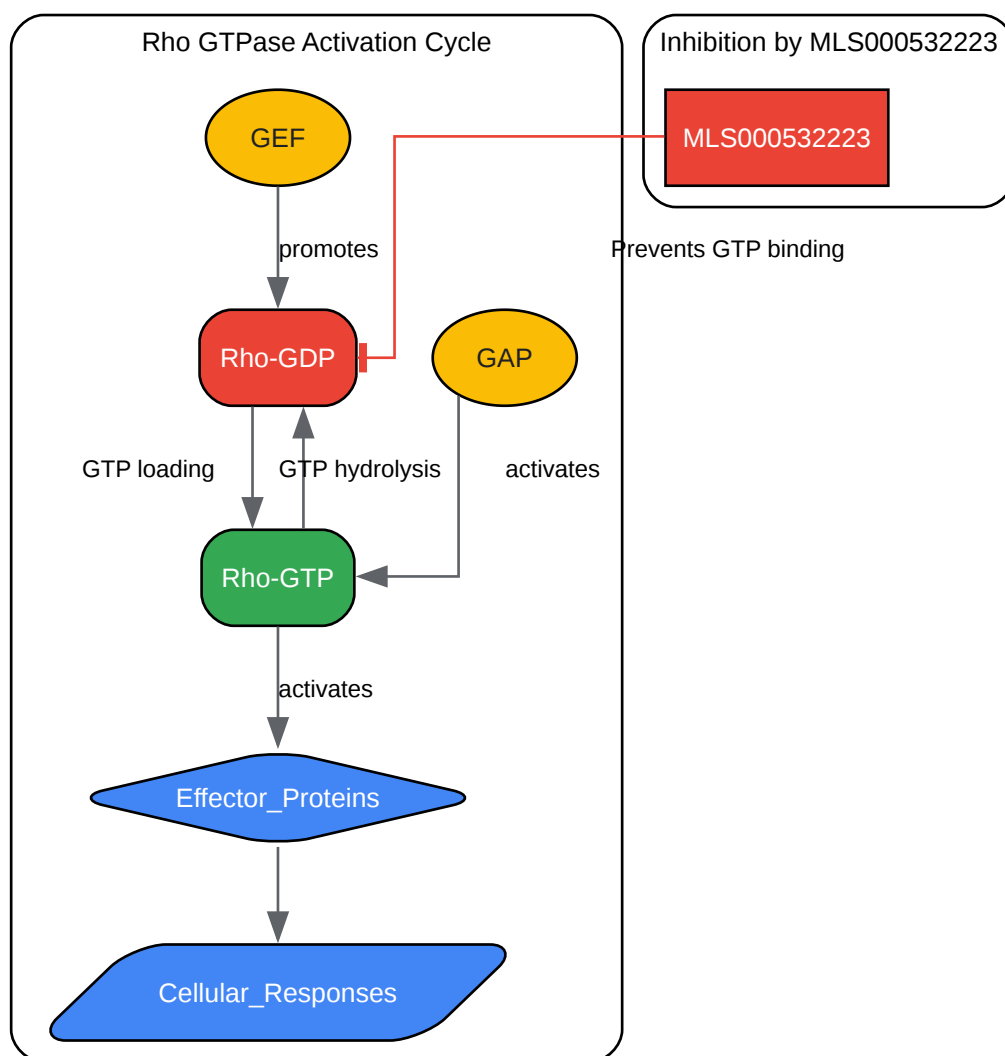 Rho GTPase Activation Cycle
Inhibition by MLS000532223
GEF
MLS000532223
promotes
Prevents GTP binding
Rho-GDP
GAP
GTP loading
GTP hydrolysis
activates
Rho-GTP
activates
Effector_Proteins
Cellular_Responses